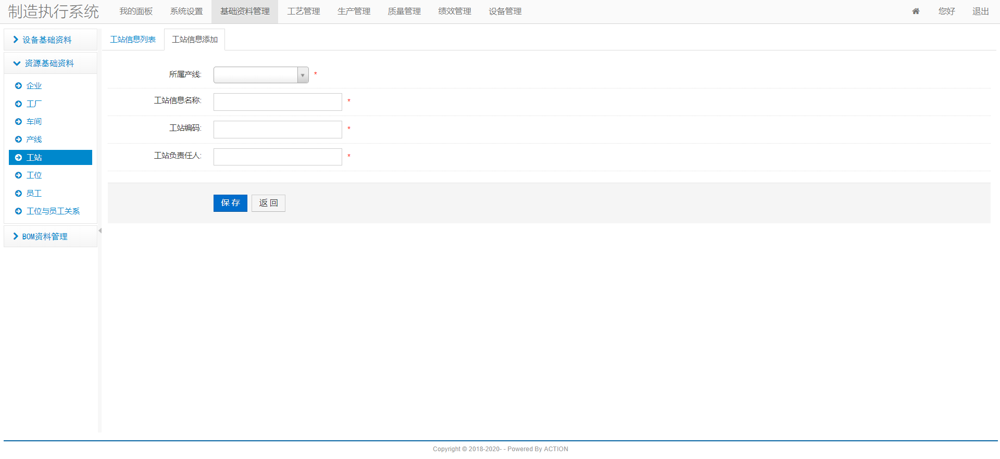 制造执行系统 我的面板 系统设置 基础资料管理 工艺管理 生产管理 质量管理 绩效管理 设备管理 您好 退出
设备基础资料
资源基础资料
企业
工厂
车间
产线
工站
工位
员工
工位与员工关系
BOM资料管理
工站信息列表 工站信息添加
所属产线: *
工站信息名称: *
工站编码: *
工站负责任人: *
保 存 返 回
Copyright © 2018-2020- - Powered By ACTION